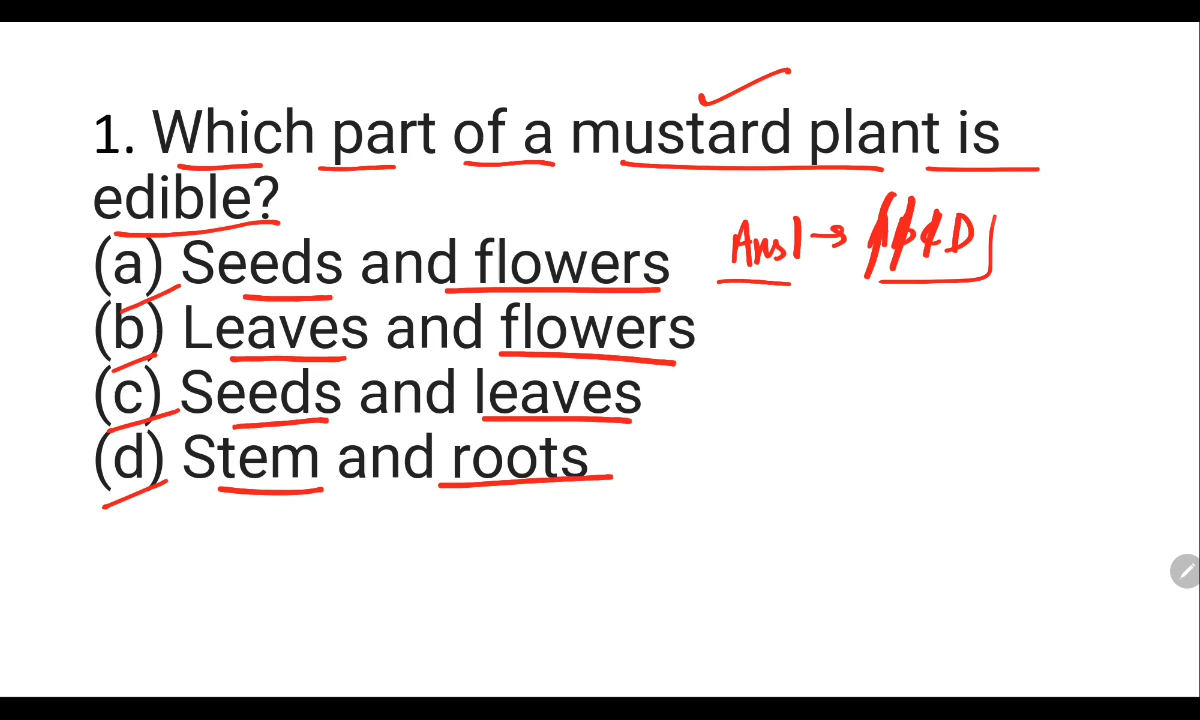 1. Which part of a mustard plant is
edible?
(a) Seeds and flowers
Ans1→ D
(b) Leaves and flowers
(c) Seeds and leaves
(d) Stem and roots